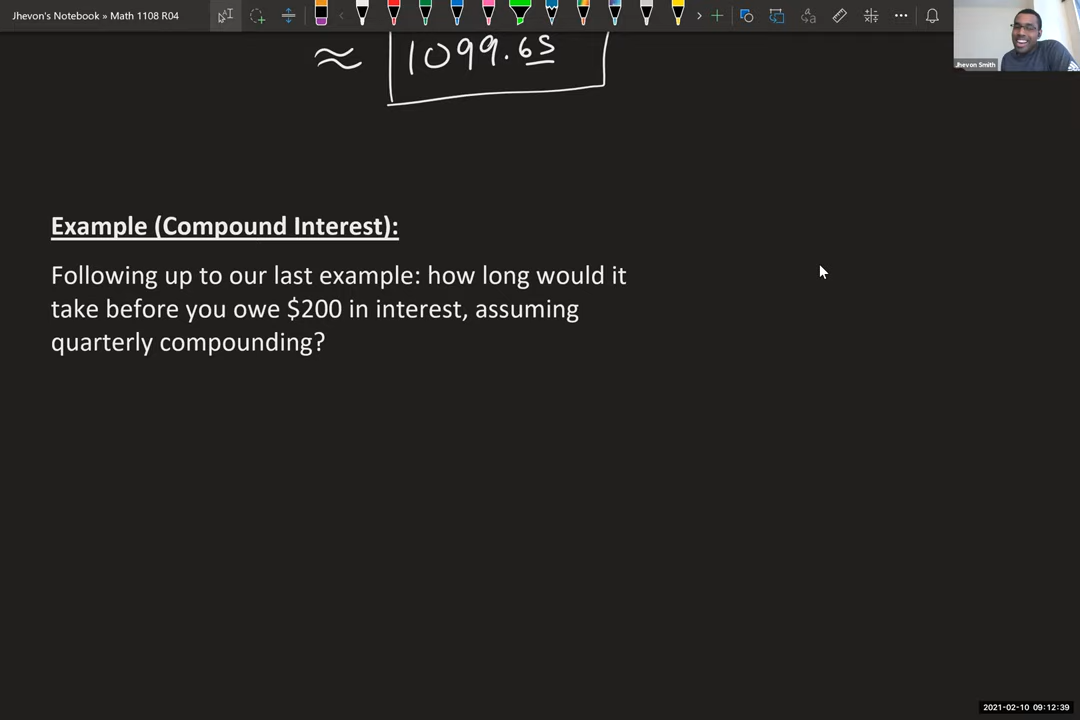 Jhevon's Notebook » Math 1108 R04
Jhevon Smith
≈ 1099.65
Example (Compound Interest):
Following up to our last example: how long would it
take before you owe $200 in interest, assuming
quarterly compounding?
2021-02-10 09:12:39